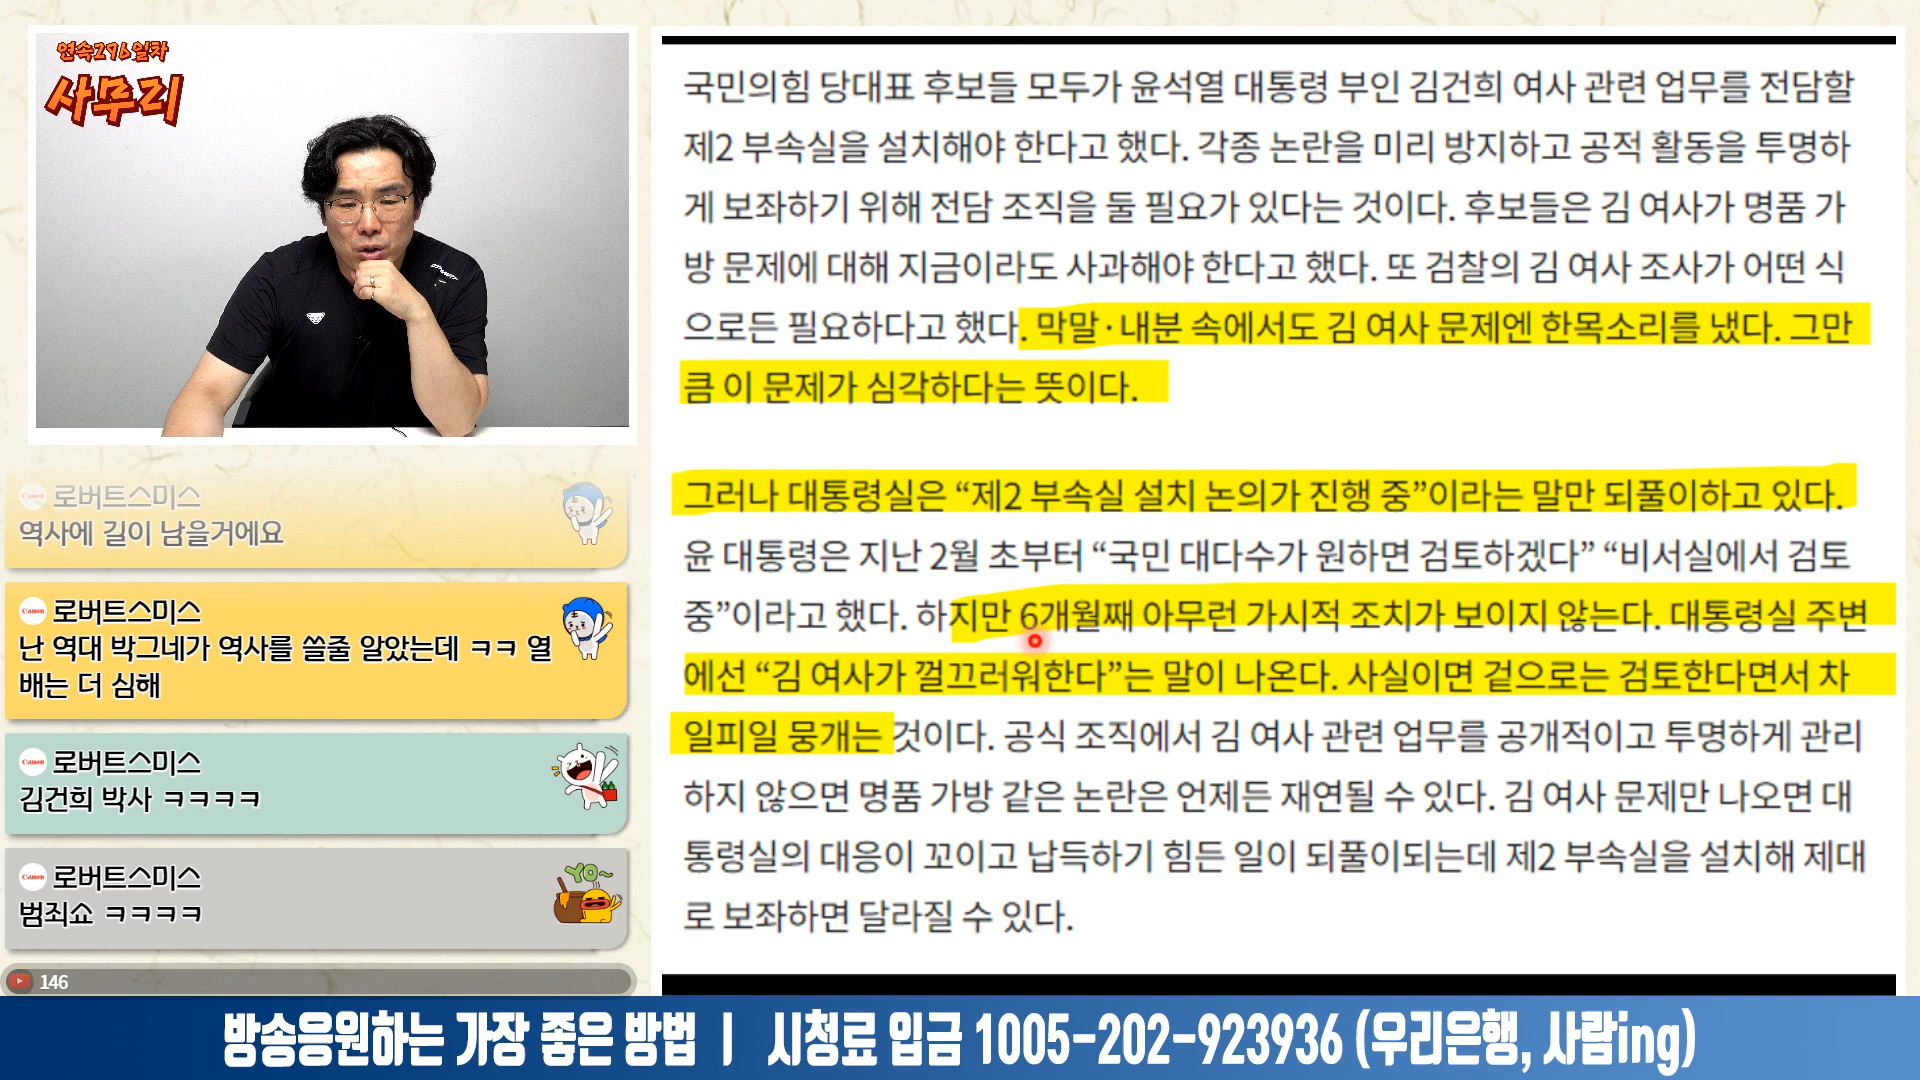 연속276일차
사무리
국민의힘 당대표 후보들 모두가 윤석열 대통령 부인 김건희 여사 관련 업무를 전담할
제2 부속실을 설치해야 한다고 했다. 각종 논란을 미리 방지하고 공적 활동을 투명하
게 보좌하기 위해 전담 조직을 둘 필요가 있다는 것이다. 후보들은 김 여사가 명품 가
방 문제에 대해 지금이라도 사과해야 한다고 했다. 또 검찰의 김 여사 조사가 어떤 식
으로든 필요하다고 했다. 막말·내분 속에서도 김 여사 문제엔 한목소리를 냈다. 그만
큼 이 문제가 심각하다는 뜻이다.
그러나 대통령실은 “제2 부속실 설치 논의가 진행 중”이라는 말만 되풀이하고 있다.
윤 대통령은 지난 2월 초부터 “국민 대다수가 원하면 검토하겠다” “비서실에서 검토
중”이라고 했다. 하지만 6개월째 아무런 가시적 조치가 보이지 않는다. 대통령실 주변
에선 “김 여사가 껄끄러워한다”는 말이 나온다. 사실이면 겉으로는 검토한다면서 차
일피일 뭉개는 것이다. 공식 조직에서 김 여사 관련 업무를 공개적이고 투명하게 관리
하지 않으면 명품 가방 같은 논란은 언제든 재연될 수 있다. 김 여사 문제만 나오면 대
통령실의 대응이 꼬이고 납득하기 힘든 일이 되풀이되는데 제2 부속실을 설치해 제대
로 보좌하면 달라질 수 있다.
Canon 로버트스미스
역사에 길이 남을거에요
Canon 로버트스미스
난 역대 박그네가 역사를 쓸줄 알았는데 ㅋㅋ 열
배는 더 심해
Canon 로버트스미스
김건희 박사 ㅋㅋㅋㅋ
Canon 로버트스미스
범죄쇼 ㅋㅋㅋㅋ
YO~
146
방송응원하는 가장 좋은 방법 | 시청료 입금 1005-202-923936 (우리은행, 사람ing)